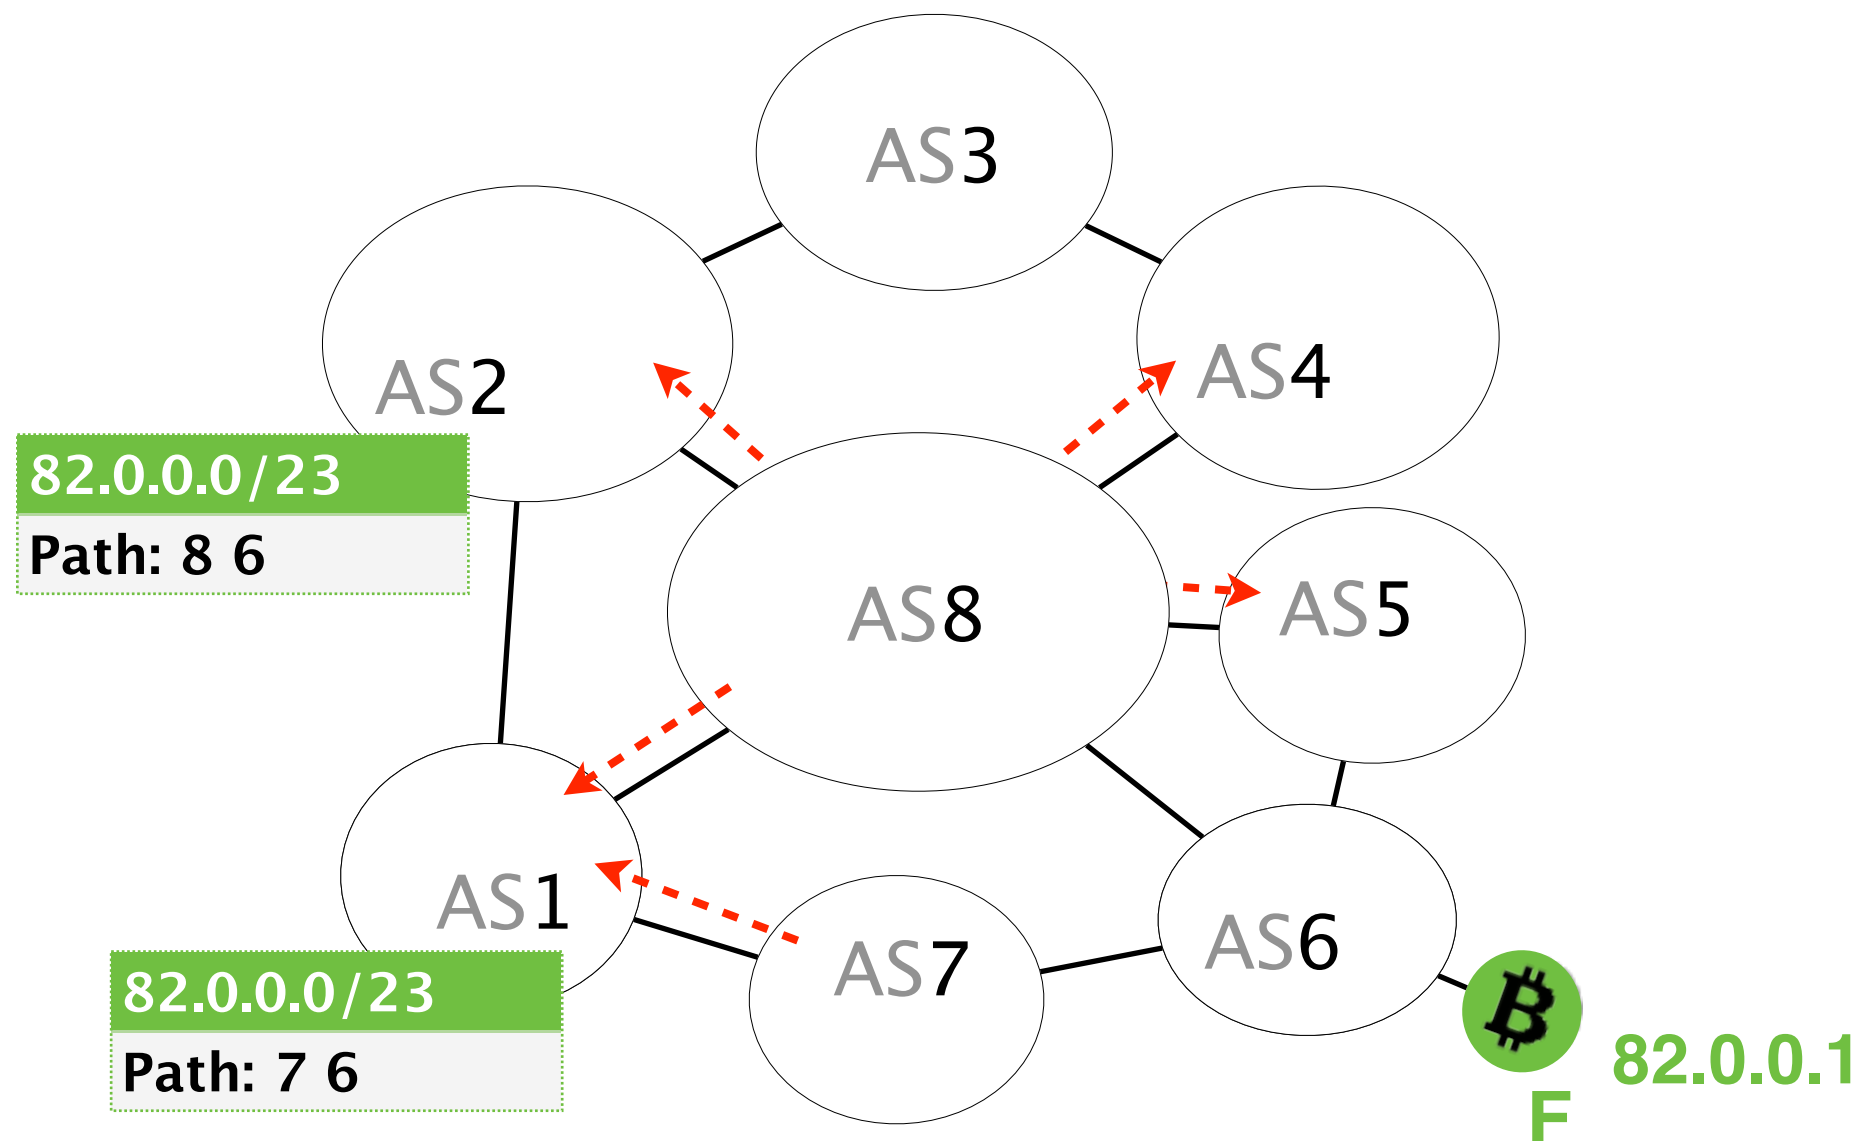 AS3
AS2
AS4
82.0.0.0/23
Path: 8 6
AS8
AS5
AS1
AS7
AS6
82.0.0.0/23
Path: 7 6
82.0.0.1
F